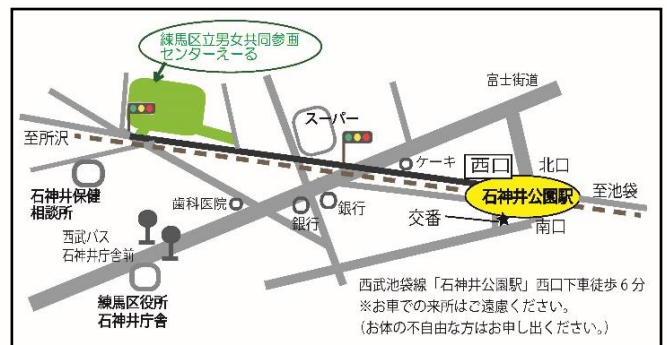 練馬区立男女共同参画
センターえーる
富士街道
スーパー
至所沢
ケーキ
西口
北口
石神井公園駅
至池袋
石神井保健
相談所
歯科医院
銀行
銀行
交番
南口
西武バス
石神井庁舎前
練馬区役所
石神井庁舎
西武池袋線「石神井公園駅」西口下車徒歩6分
※お車での来所はご遠慮ください。
（お体の不自由な方はお申し出ください。）